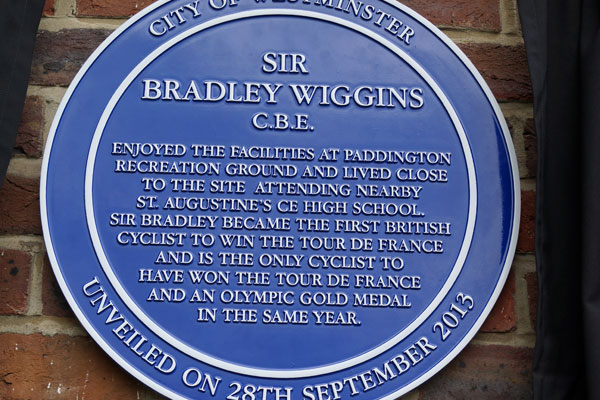 CITY OF WESTMINSTER
SIR
BRADLEY WIGGINS
C.B.E.
ENJOYED THE FACILITIES AT PADDINGTON
RECREATION GROUND AND LIVED CLOSE
TO THE SITE ATTENDING NEARBY
ST. AUGUSTINE'S CE HIGH SCHOOL.
SIR BRADLEY BECAME THE FIRST BRITISH
CYCLIST TO WIN THE TOUR DE FRANCE
AND IS THE ONLY CYCLIST TO
HAVE WON THE TOUR DE FRANCE
AND AN OLYMPIC GOLD MEDAL
IN THE SAME YEAR.
UNVEILED ON 28TH SEPTEMBER 2013